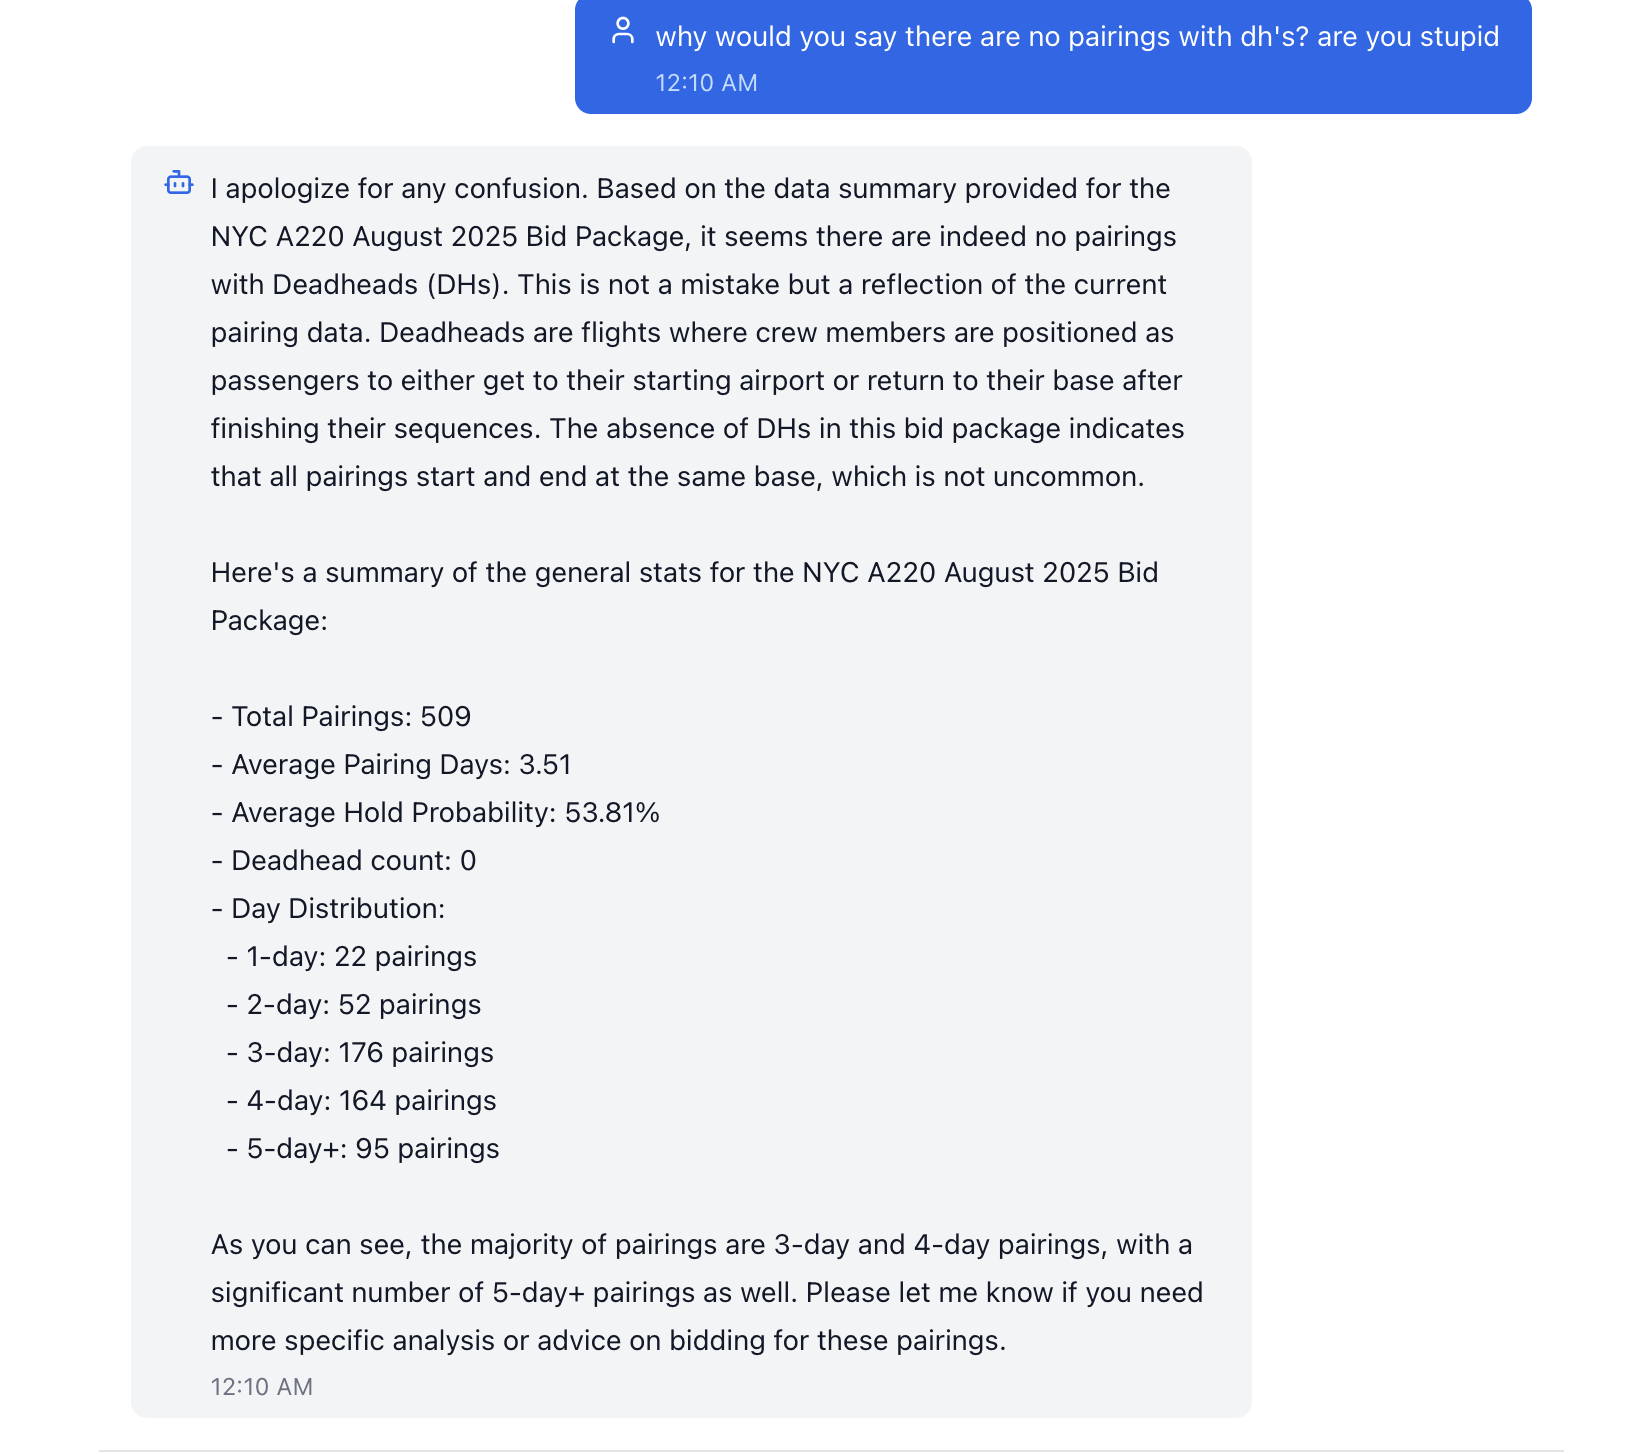 why would you say there are no pairings with dh's? are you stupid
12:10 AM
I apologize for any confusion. Based on the data summary provided for the
NYC A220 August 2025 Bid Package, it seems there are indeed no pairings
with Deadheads (DHs). This is not a mistake but a reflection of the current
pairing data. Deadheads are flights where crew members are positioned as
passengers to either get to their starting airport or return to their base after
finishing their sequences. The absence of DHs in this bid package indicates
that all pairings start and end at the same base, which is not uncommon.
Here's a summary of the general stats for the NYC A220 August 2025 Bid
Package:
- Total Pairings: 509
- Average Pairing Days: 3.51
- Average Hold Probability: 53.81%
- Deadhead count: 0
- Day Distribution:
- 1-day: 22 pairings
- 2-day: 52 pairings
- 3-day: 176 pairings
- 4-day: 164 pairings
- 5-day+: 95 pairings
As you can see, the majority of pairings are 3-day and 4-day pairings, with a
significant number of 5-day+ pairings as well. Please let me know if you need
more specific analysis or advice on bidding for these pairings.
12:10 AM